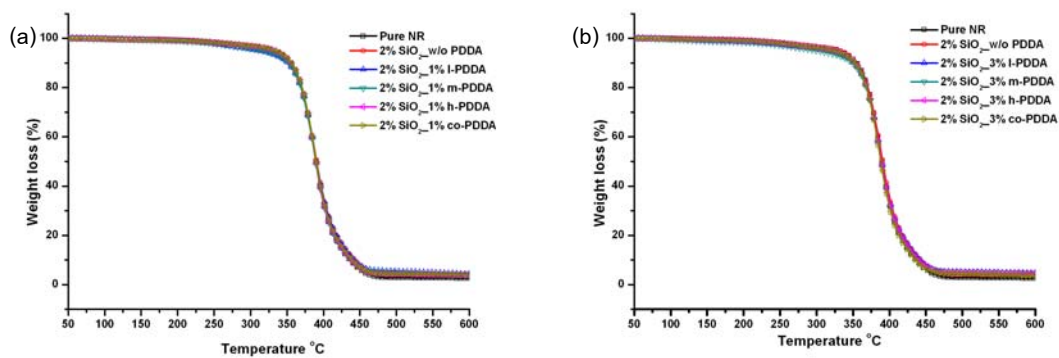 (a)
Pure NR
2% SiO2_w/o PDDA
2% SiO2_1% l-PDDA
2% SiO2_1% m-PDDA
2% SiO2_1% h-PDDA
2% SiO2_1% co-PDDA
Weight loss (%)
100
80
60
40
20
0
50 100 150 200 250 300 350 400 450 500 550 600
Temperature °C
(b)
Pure NR
2% SiO2_w/o PDDA
2% SiO2_3% l-PDDA
2% SiO2_3% m-PDDA
2% SiO2_3% h-PDDA
2% SiO2_3% co-PDDA
Weight loss (%)
100
80
60
40
20
0
50 100 150 200 250 300 350 400 450 500 550 600
Temperature °C